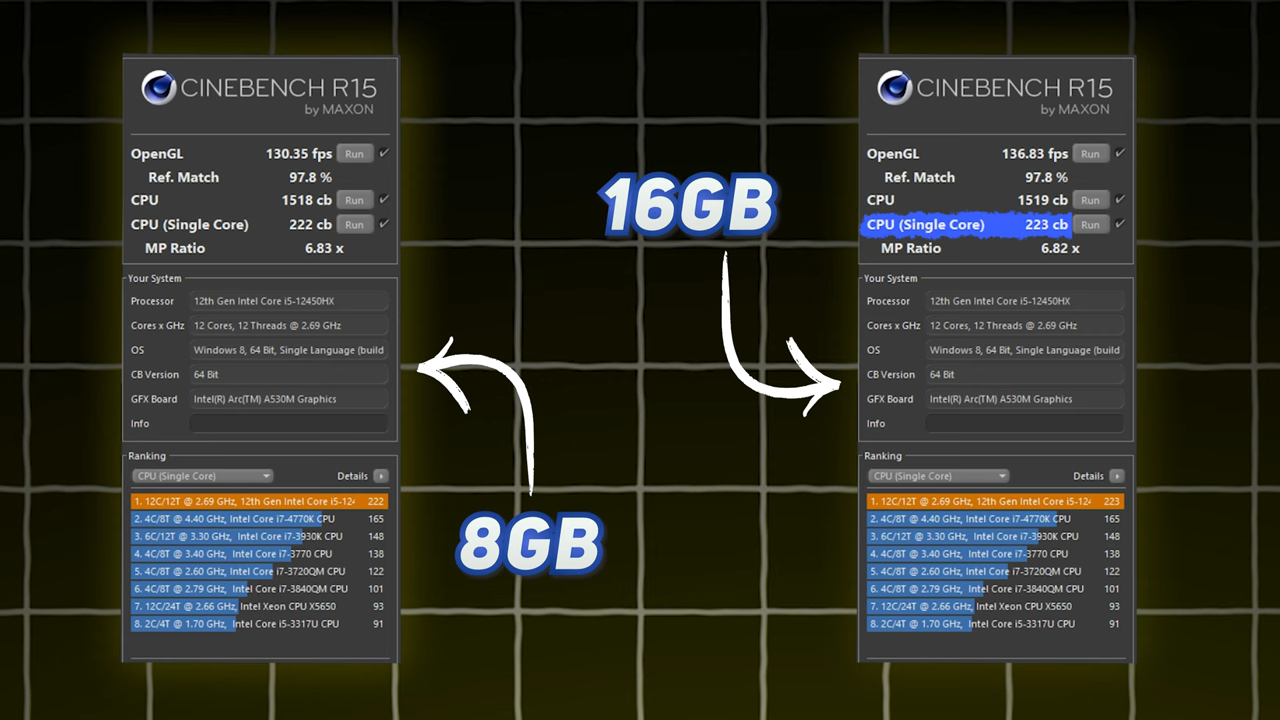 CINEBENCH R15
by MAXON
OpenGL 130.35 fps Run
Ref. Match 97.8 %
CPU 1518 cb Run
CPU (Single Core) 222 cb Run
MP Ratio 6.83 x
Your System
Processor 12th Gen Intel Core i5-12450HX
Cores x GHz 12 Cores, 12 Threads @ 2.69 GHz
OS Windows 8, 64 Bit, Single Language (build
CB Version 64 Bit
GFX Board Intel(R) Arc(TM) A530M Graphics
Info
Ranking
CPU (Single Core) Details
1. 12C/12T @ 2.69 GHz, 12th Gen Intel Core i5-124 222
2. 4C/8T @ 4.40 GHz, Intel Core i7-4770K CPU 165
3. 6C/12T @ 3.30 GHz, Intel Core i7-3930K CPU 148
4. 4C/8T @ 3.40 GHz, Intel Core i7-3770 CPU 138
5. 4C/8T @ 2.60 GHz, Intel Core i7-3720QM CPU 122
6. 4C/8T @ 2.79 GHz, Intel Core i7-3840QM CPU 101
7. 12C/24T @ 2.66 GHz, Intel Xeon CPU X5650 93
8. 2C/4T @ 1.70 GHz, Intel Core i5-3317U CPU 91
16GB
8GB
CINEBENCH R15
by MAXON
OpenGL 136.83 fps Run
Ref. Match 97.8 %
CPU 1519 cb Run
CPU (Single Core) 223 cb Run
MP Ratio 6.82 x
Your System
Processor 12th Gen Intel Core i5-12450HX
Cores x GHz 12 Cores, 12 Threads @ 2.69 GHz
OS Windows 8, 64 Bit, Single Language (build
CB Version 64 Bit
GFX Board Intel(R) Arc(TM) A530M Graphics
Info
Ranking
CPU (Single Core) Details
1. 12C/12T @ 2.69 GHz, 12th Gen Intel Core i5-124 223
2. 4C/8T @ 4.40 GHz, Intel Core i7-4770K CPU 165
3. 6C/12T @ 3.30 GHz, Intel Core i7-3930K CPU 148
4. 4C/8T @ 3.40 GHz, Intel Core i7-3770 CPU 138
5. 4C/8T @ 2.60 GHz, Intel Core i7-3720QM CPU 122
6. 4C/8T @ 2.79 GHz, Intel Core i7-3840QM CPU 101
7. 12C/24T @ 2.66 GHz, Intel Xeon CPU X5650 93
8. 2C/4T @ 1.70 GHz, Intel Core i5-3317U CPU 91